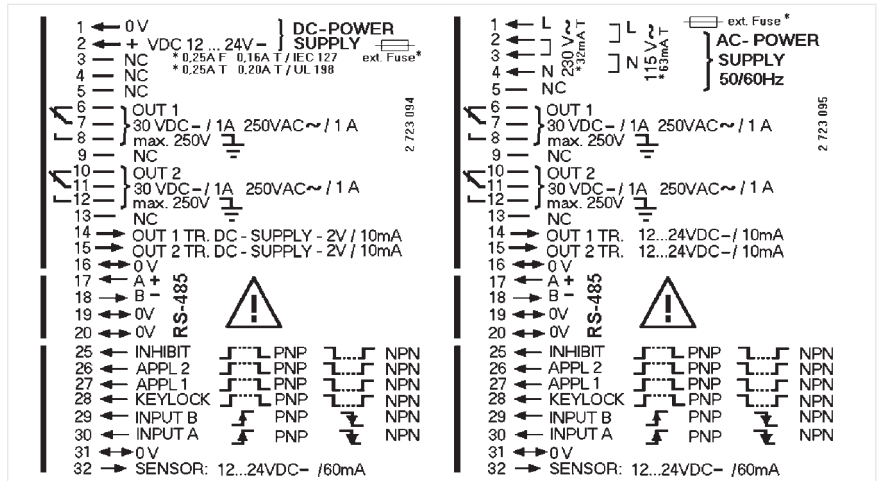 1 0V DC-POWER
2 + VDC 12 ... 24V- SUPPLY
3 NC *0,25A F 0,16A T / IEC 127 ext. Fuse*
4 NC *0,25A T 0,20A T / UL 198
5 NC
6 OUT 1
7 30 VDC-/ 1A 250VAC~/ 1 A
8 max. 250V
9 NC
10 OUT 2
11 30 VDC-/ 1A 250VAC~/ 1 A
12 max. 250V
13 NC
14 OUT 1 TR. DC-SUPPLY-2V / 10mA
15 OUT 2 TR. DC-SUPPLY-2V / 10mA
16 0 V
17 A +
18 B -
19 0V
20 0V
RS-485
25 INHIBIT PNP NPN
26 APPL 2 PNP NPN
27 APPL 1 PNP NPN
28 KEYLOCK PNP NPN
29 INPUT B PNP NPN
30 INPUT A PNP NPN
31 0 V
32 SENSOR: 12...24VDC- /60mA
2 723 094
1 L L ext. Fuse*
2 AC-POWER
3 SUPPLY
4 N N 50/60Hz
5 NC
230 V~
*32mA T
115 V~
*63mA T
6 OUT 1
7 30 VDC-/ 1A 250VAC~/ 1 A
8 max. 250V
9 NC
10 OUT 2
11 30 VDC-/ 1A 250VAC~/ 1 A
12 max. 250V
13 NC
14 OUT 1 TR. 12...24VDC-/ 10mA
15 OUT 2 TR. 12...24VDC-/ 10mA
16 0 V
17 A +
18 B -
19 0V
20 0V
RS-485
25 INHIBIT PNP NPN
26 APPL 2 PNP NPN
27 APPL 1 PNP NPN
28 KEYLOCK PNP NPN
29 INPUT B PNP NPN
30 INPUT A PNP NPN
31 0 V
32 SENSOR: 12...24VDC- /60mA
2 723 095